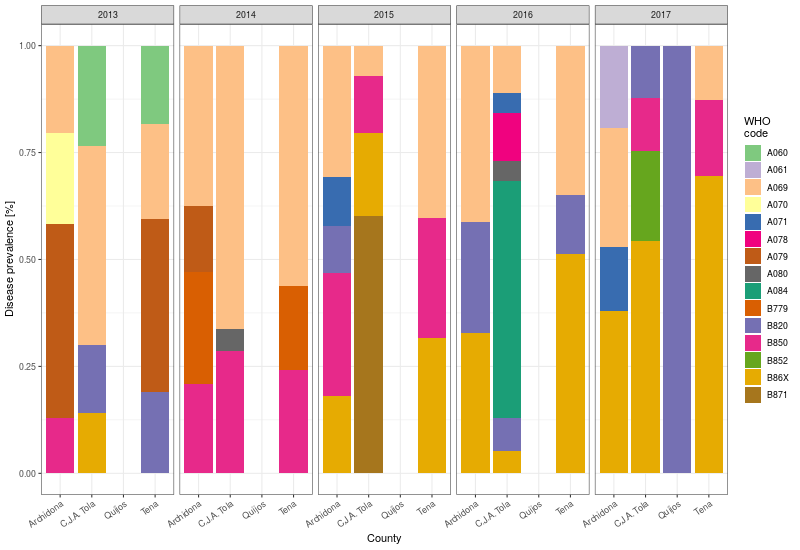 2013
2014
2015
2016
2017
Disease prevalence [%]
1.00
0.75
0.50
0.25
0.00
Archidona
C.J.A. Tola
Quijos
Tena
Archidona
C.J.A. Tola
Quijos
Tena
Archidona
C.J.A. Tola
Quijos
Tena
Archidona
C.J.A. Tola
Quijos
Tena
Archidona
C.J.A. Tola
Quijos
Tena
County
WHO
code
A060
A061
A069
A070
A071
A078
A079
A080
A084
B779
B820
B850
B852
B86X
B871